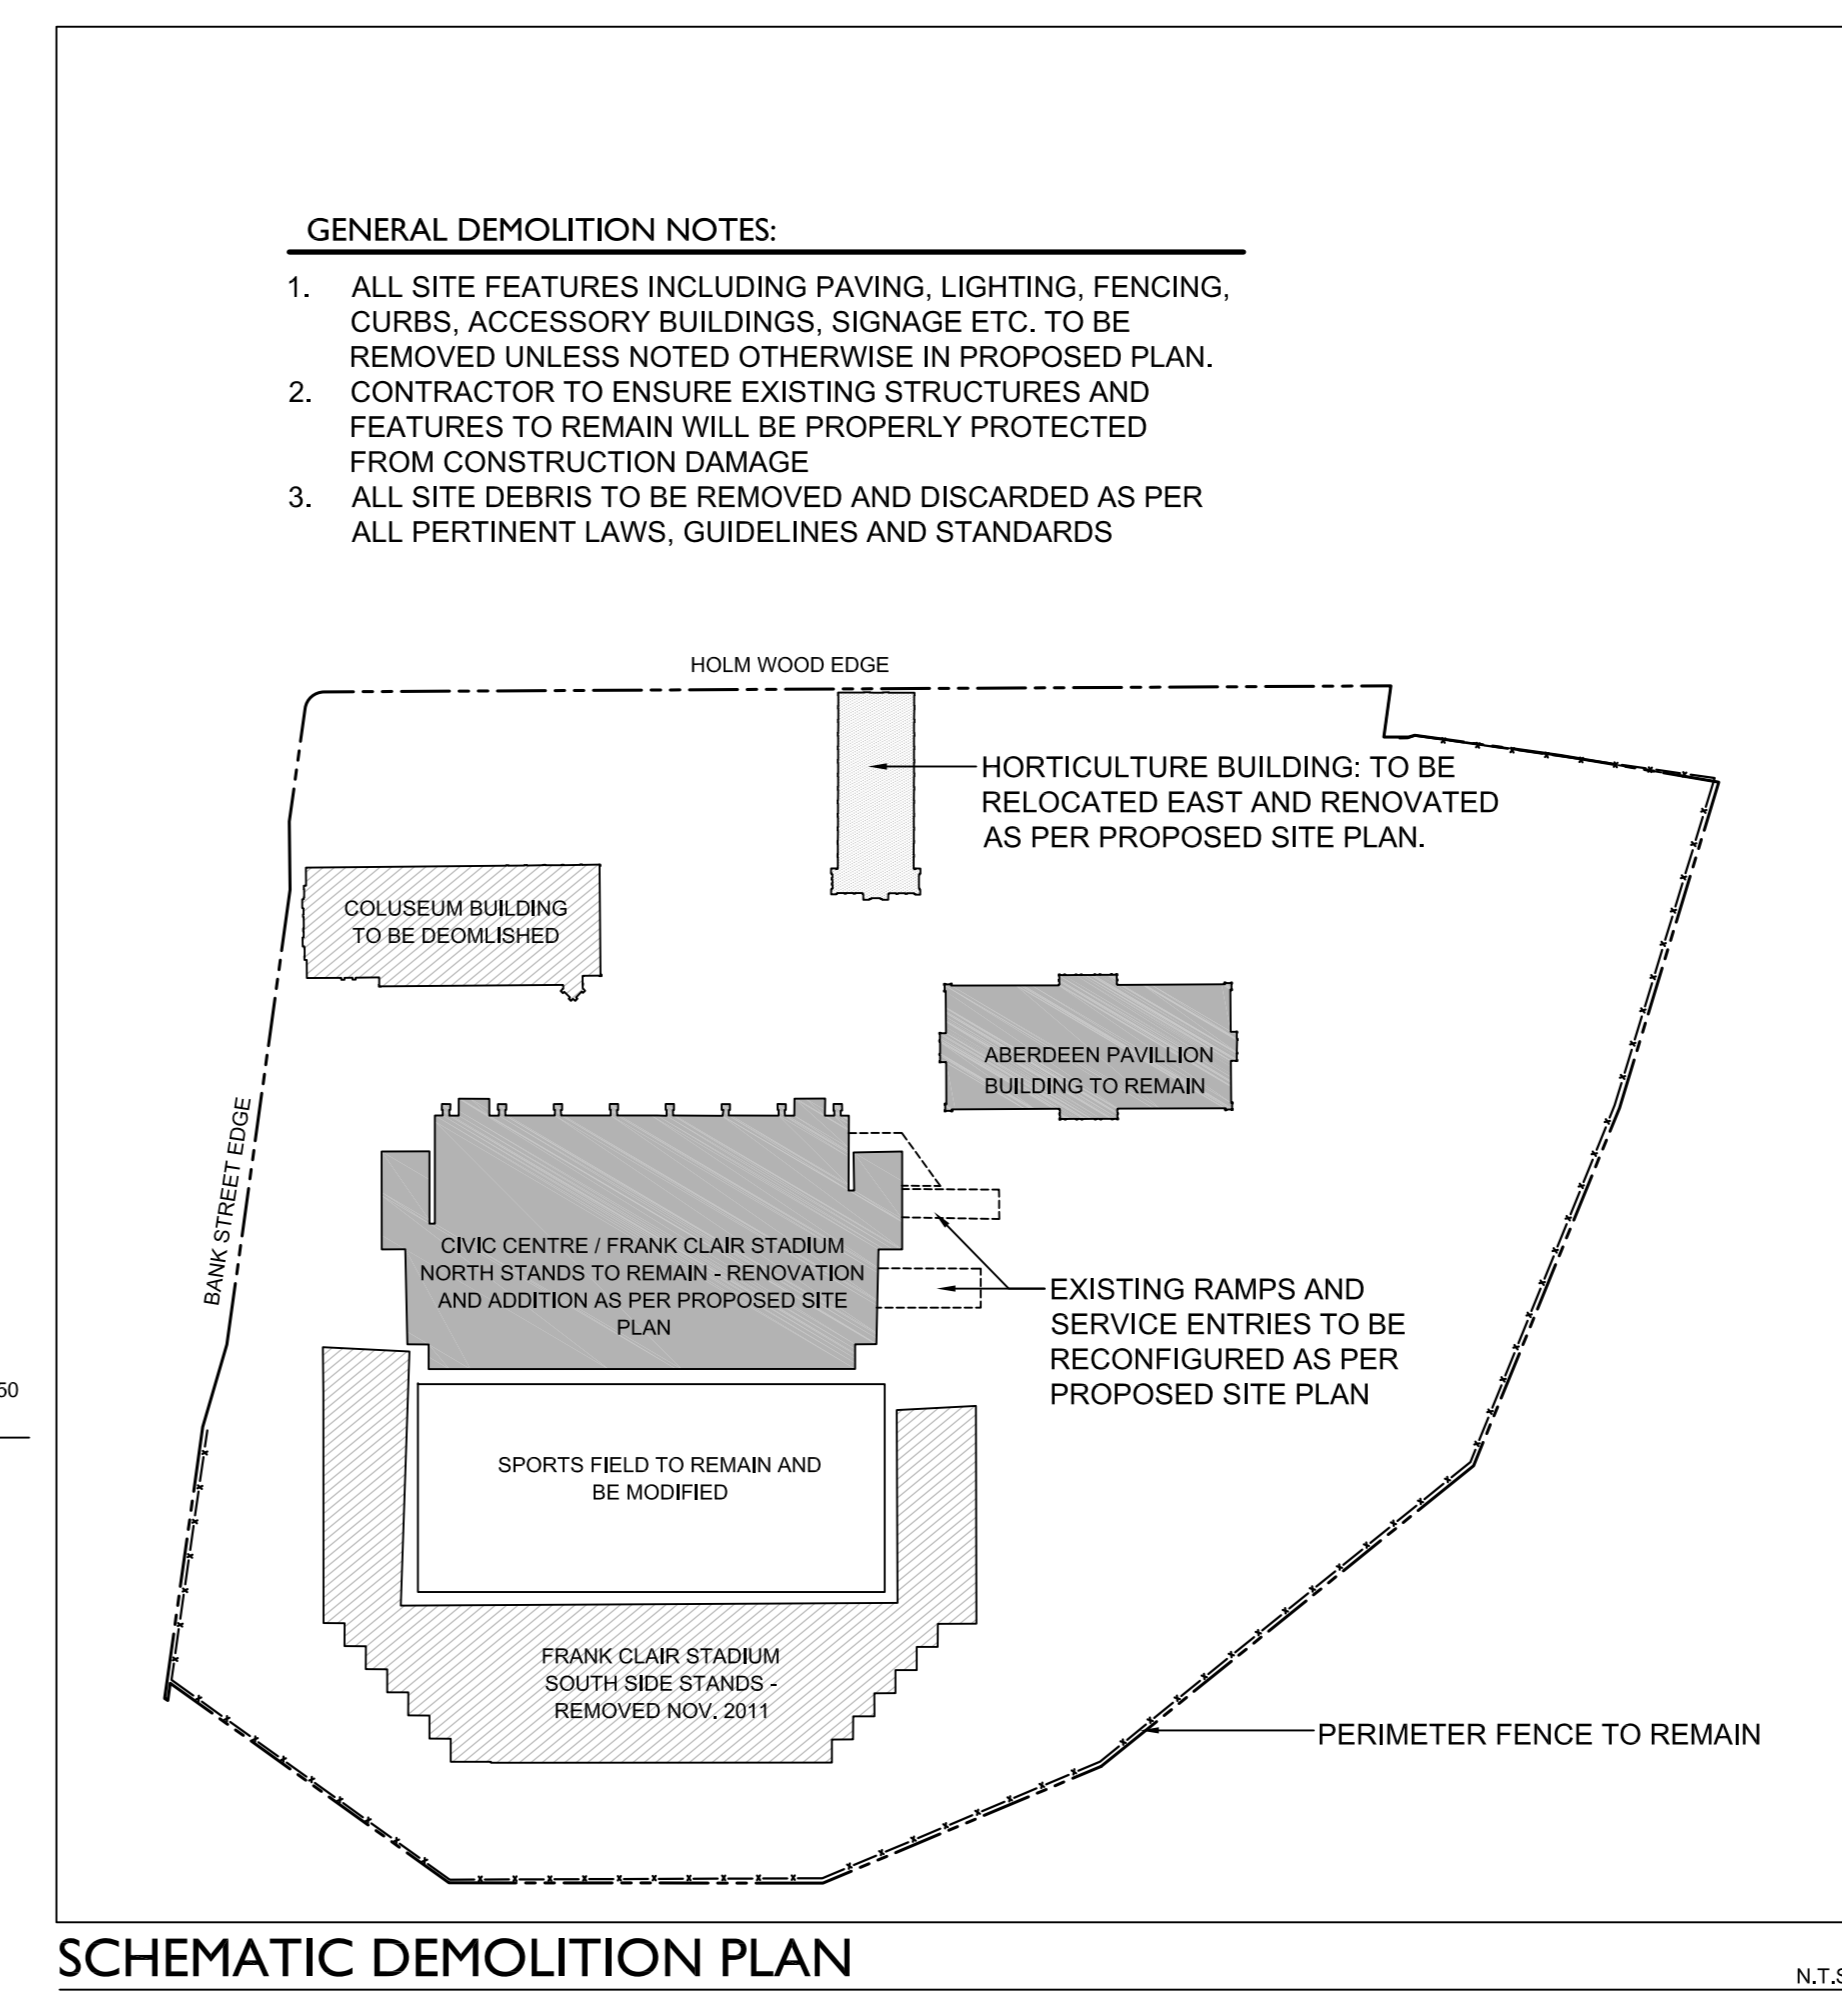 GENERAL DEMOLITION NOTES:
1. ALL SITE FEATURES INCLUDING PAVING, LIGHTING, FENCING,
CURBS, ACCESSORY BUILDINGS, SIGNAGE ETC. TO BE
REMOVED UNLESS NOTED OTHERWISE IN PROPOSED PLAN.
2. CONTRACTOR TO ENSURE EXISTING STRUCTURES AND
FEATURES TO REMAIN WILL BE PROPERLY PROTECTED
FROM CONSTRUCTION DAMAGE
3. ALL SITE DEBRIS TO BE REMOVED AND DISCARDED AS PER
ALL PERTINENT LAWS, GUIDELINES AND STANDARDS
HOLM WOOD EDGE
HORTICULTURE BUILDING: TO BE
RELOCATED EAST AND RENOVATED
AS PER PROPOSED SITE PLAN.
COLUSEUM BUILDING
TO BE DEOMLISHED
ABERDEEN PAVILLION
BUILDING TO REMAIN
BANK STREET EDGE
CIVIC CENTRE / FRANK CLAIR STADIUM
NORTH STANDS TO REMAIN - RENOVATION
AND ADDITION AS PER PROPOSED SITE
PLAN
EXISTING RAMPS AND
SERVICE ENTRIES TO BE
RECONFIGURED AS PER
PROPOSED SITE PLAN
50
SPORTS FIELD TO REMAIN AND
BE MODIFIED
FRANK CLAIR STADIUM
SOUTH SIDE STANDS -
REMOVED NOV. 2011
PERIMETER FENCE TO REMAIN
SCHEMATIC DEMOLITION PLAN
N.T.S